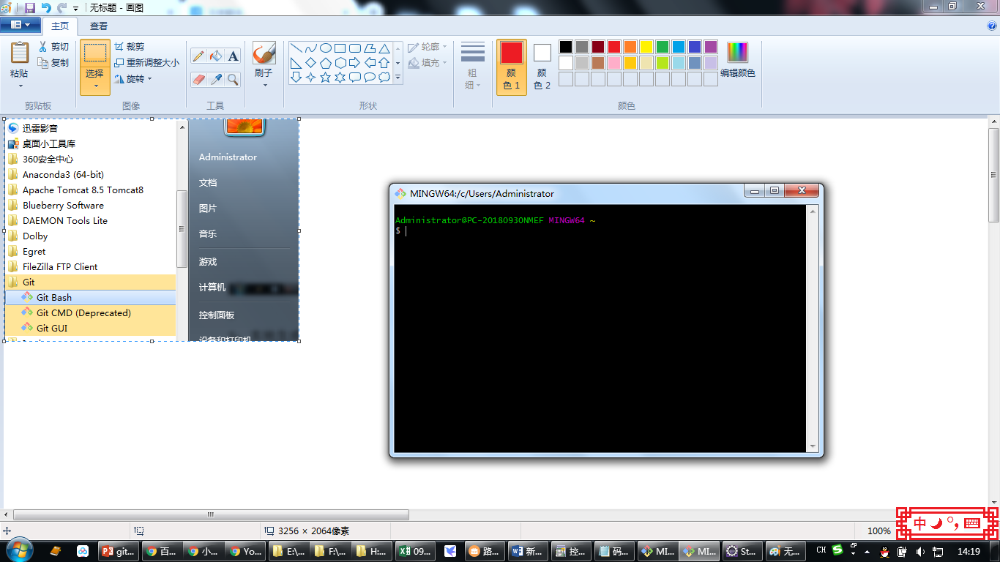 无标题 - 画图
主页
查看
粘贴
剪切
复制
剪贴板
选择
裁剪
重新调整大小
旋转
图像
A
工具
刷子
形状
轮廓
填充
粗
细
颜
色 1
颜
色 2
编辑颜色
颜色
迅雷影音
桌面小工具库
360安全中心
Anaconda3 (64-bit)
Apache Tomcat 8.5 Tomcat8
Blueberry Software
DAEMON Tools Lite
Dolby
Egret
FileZilla FTP Client
Git
Git Bash
Git CMD (Deprecated)
Git GUI
Administrator
文档
图片
音乐
游戏
计算机
控制面板
设备和打印机
MINGW64:/c/Users/Administrator
Administrator@PC-20180930NMEF MINGW64 ~
$
3256 × 2064像素
100%
中
git...
百...
小...
Yo...
E:\...
F:\...
H:...
09...
路...
新...
控...
码...
MI...
MI...
St...
无...
CH
14:19